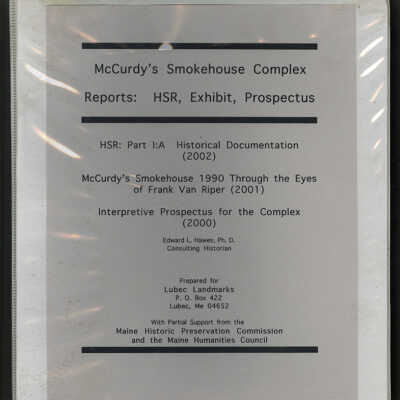 McCurdy's Smokehouse Complex
Reports: HSR, Exhibit, Prospectus
HSR: Part I:A Historical Documentation
(2002)
McCurdy's Smokehouse 1990 Through the Eyes
of Frank Van Riper (2001)
Interpretive Prospectus for the Complex
(2000)
Edward L. Hawes, Ph. D.
Consulting Historian
Prepared for
Lubec Landmarks
P. O. Box 422
Lubec, Me 04652
With Partial Support from the
Maine Historic Preservation Commission
and the Maine Humanities Council